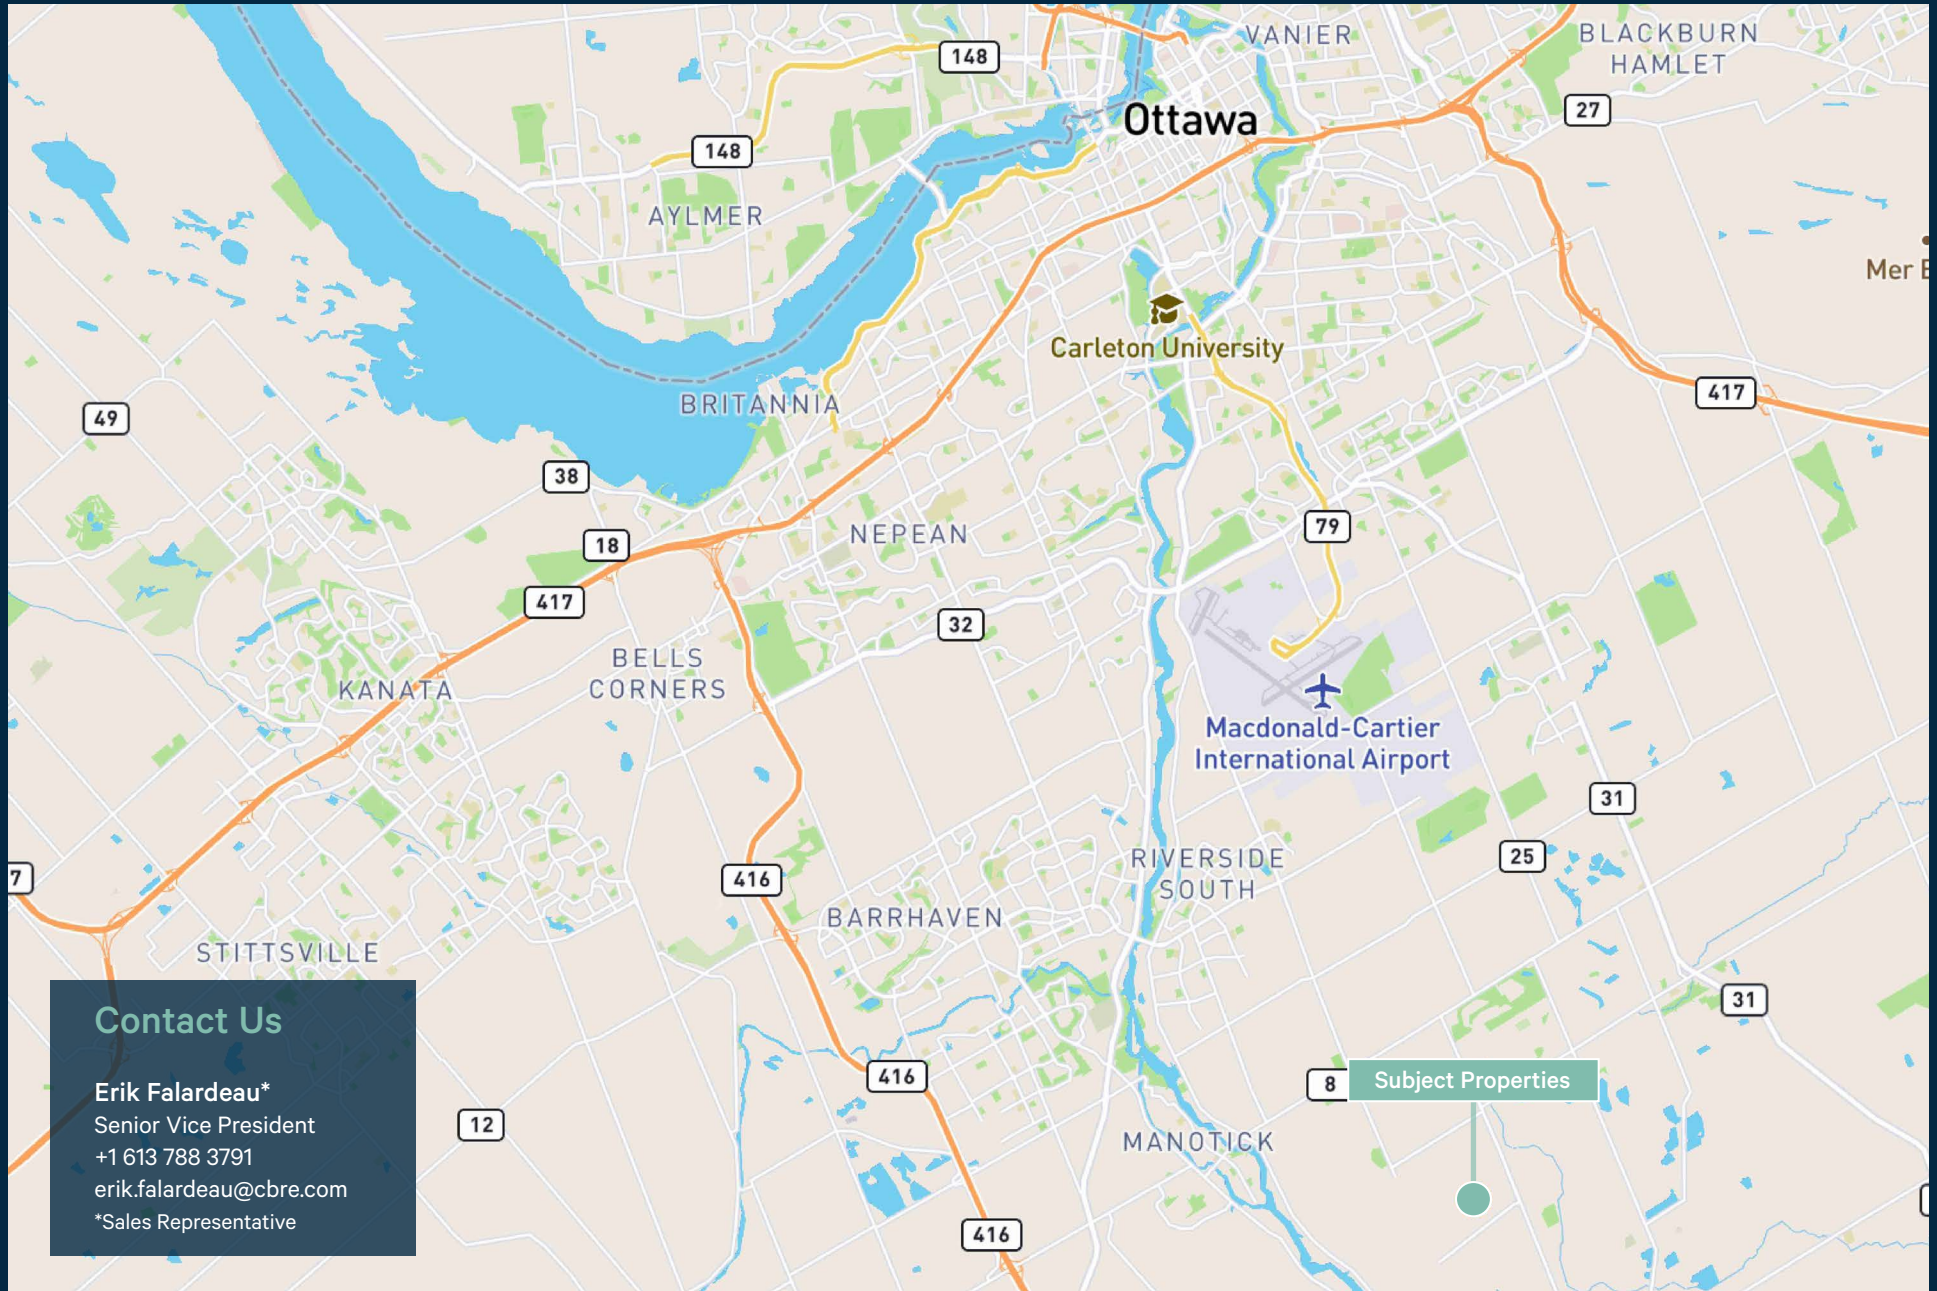 VANIER
BLACKBURN
HAMLET
148
27
Ottawa
148
AYLMER
Mer
Carleton University
417
BRITANNIA
49
38
79
NEPEAN
18
417
32
BELLS
CORNERS
KANATA
Macdonald-Cartier
International Airport
31
25
RIVERSIDE
SOUTH
7
416
BARRHAVEN
STITTSVILLE
31
Contact Us
416
8
Subject Properties
Erik Falardeau*
Senior Vice President
+1 613 788 3791
erik.falardeau@cbre.com
*Sales Representative
12
MANOTICK
416